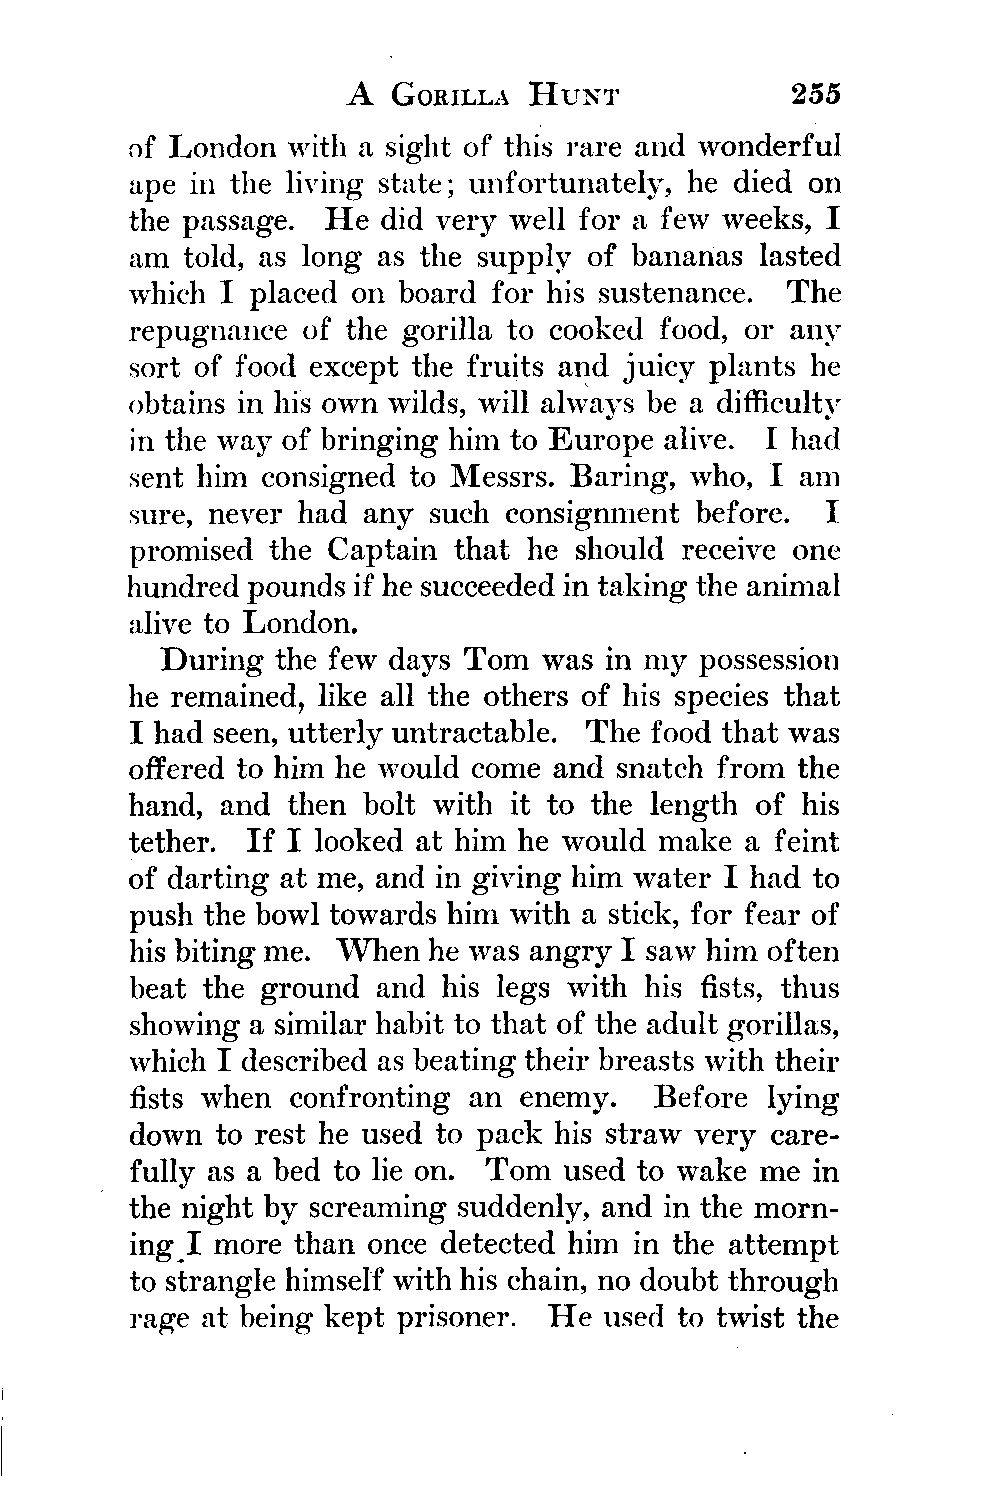 A GORILLA HUNT 255
of London with a sight of this rare and wonderful
ape in the living state; unfortunately, he died on
the passage. He did very well for a few weeks, I
am told, as long as the supply of bananas lasted
which I placed on board for his sustenance. The
repugnance of the gorilla to cooked food, or any
sort of food except the fruits and juicy plants he
obtains in his own wilds, will always be a difficulty
in the way of bringing him to Europe alive. I had
sent him consigned to Messrs. Baring, who, I am
sure, never had any such consignment before. I
promised the Captain that he should receive one
hundred pounds if he succeeded in taking the animal
alive to London.
During the few days Tom was in my possession
he remained, like all the others of his species that
I had seen, utterly untractable. The food that was
offered to him he would come and snatch from the
hand, and then bolt with it to the length of his
tether. If I looked at him he would make a feint
of darting at me, and in giving him water I had to
push the bowl towards him with a stick, for fear of
his biting me. When he was angry I saw him often
beat the ground and his legs with his fists, thus
showing a similar habit to that of the adult gorillas,
which I described as beating their breasts with their
fists when confronting an enemy. Before lying
down to rest he used to pack his straw very care-
fully as a bed to lie on. Tom used to wake me in
the night by screaming suddenly, and in the morn-
ing I more than once detected him in the attempt
to strangle himself with his chain, no doubt through
rage at being kept prisoner. He used to twist the